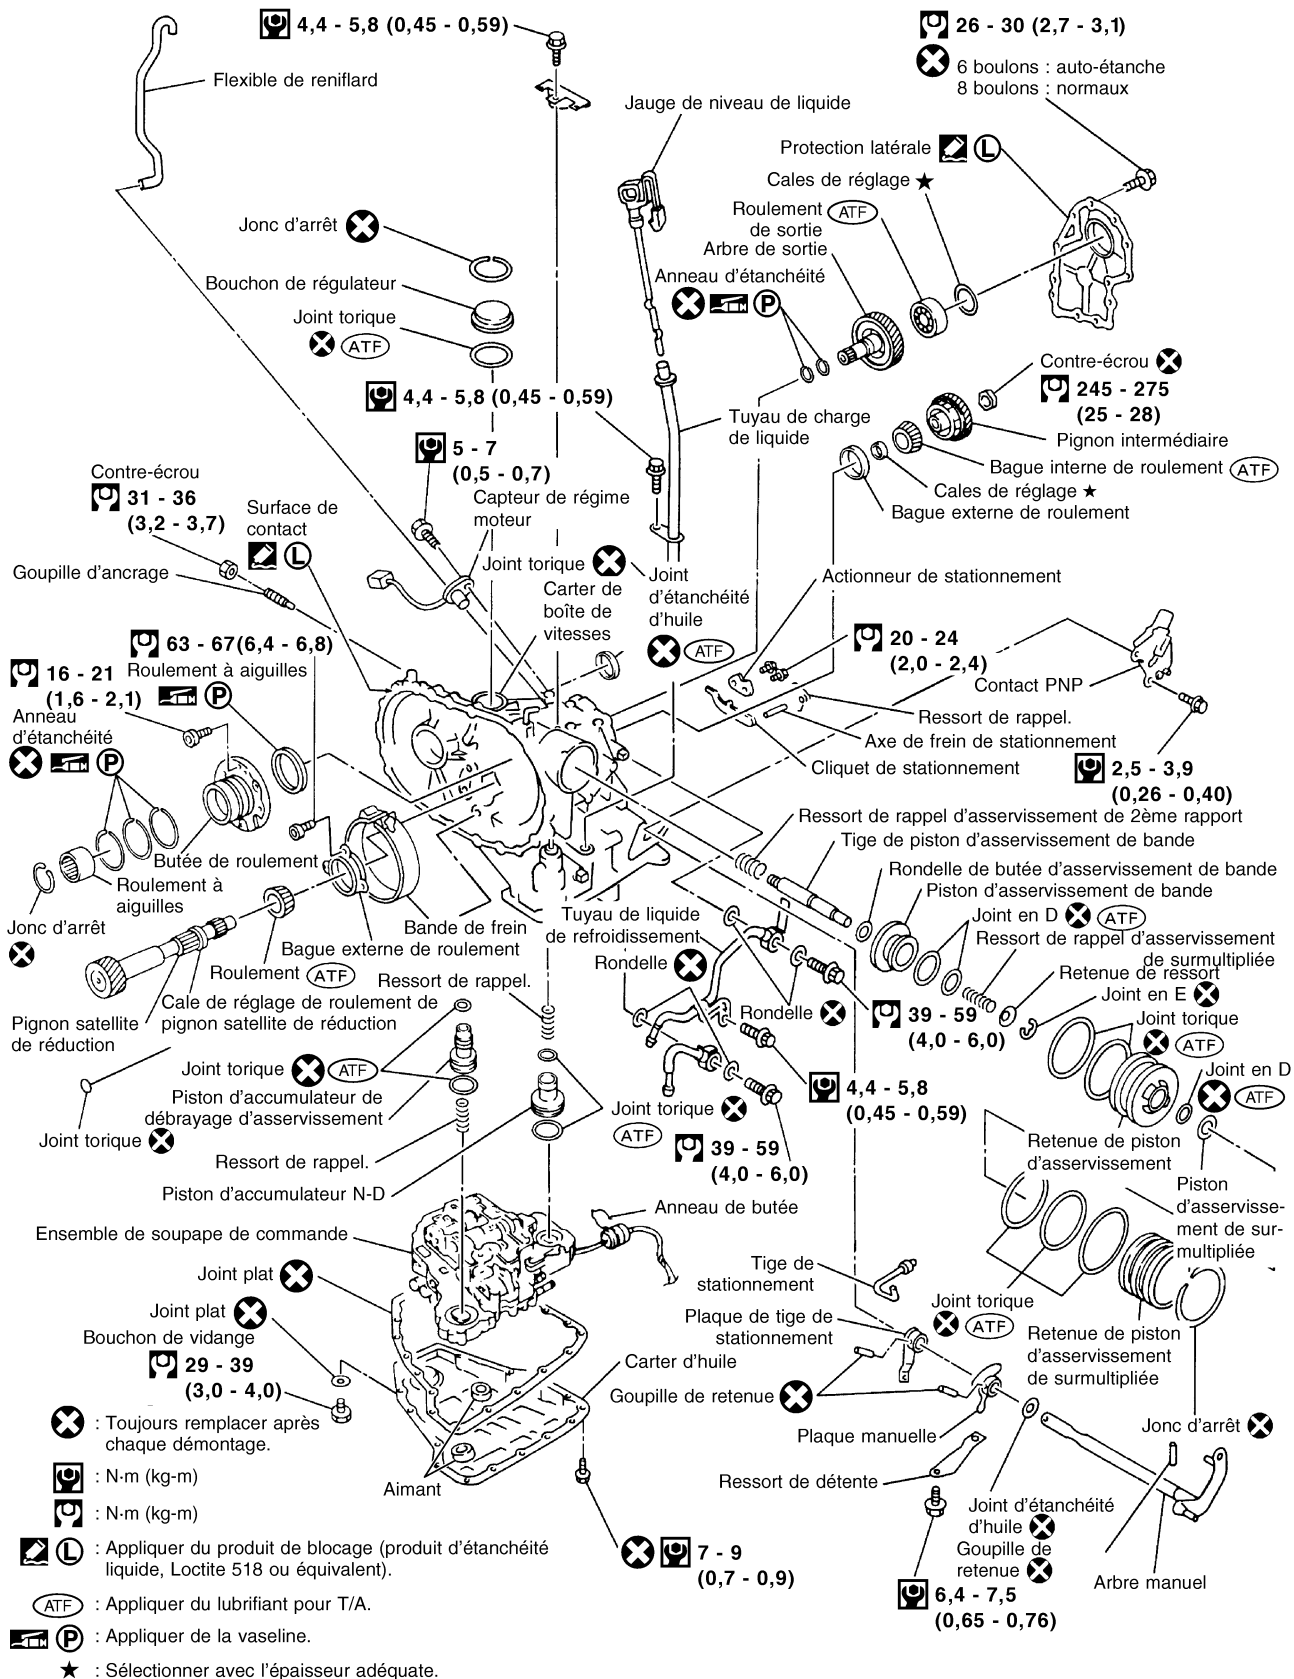 4,4 - 5,8 (0,45 - 0,59)
26 - 30 (2,7 - 3,1)
6 boulons : auto-étanche
8 boulons : normaux
Flexible de reniflard
Jauge de niveau de liquide
Protection latérale L
Cales de réglage ★
Roulement
de sortie
ATF
Arbre de sortie
Jonc d'arrêt
Anneau d'étanchéité
P
Bouchon de régulateur
Joint torique
ATF
4,4 - 5,8 (0,45 - 0,59)
Contre-écrou
245 - 275
(25 - 28)
Tuyau de charge
de liquide
Pignon intermédiaire
Bague interne de roulement ATF
Cales de réglage ★
Bague externe de roulement
5 - 7
(0,5 - 0,7)
Capteur de régime
moteur
Contre-écrou
31 - 36
(3,2 - 3,7)
Surface de
contact
L
Goupille d'ancrage
Joint torique
Carter de
boîte de
vitesses
Joint
d'étanchéité
d'huile
ATF
Actionneur de stationnement
20 - 24
(2,0 - 2,4)
Contact PNP
Ressort de rappel.
Axe de frein de stationnement
Cliquet de stationnement
2,5 - 3,9
(0,26 - 0,40)
63 - 67(6,4 - 6,8)
16 - 21
(1,6 - 2,1)
Roulement à aiguilles
P
Anneau
d'étanchéité
P
Butée de roulement
Roulement à
aiguilles
Jonc d'arrêt
Bande de frein
Bague externe de roulement
Roulement ATF
Cale de réglage de roulement de
pignon satellite de réduction
Pignon satellite
de réduction
Ressort de rappel d'asservissement de 2ème rapport
Tige de piston d'asservissement de bande
Rondelle de butée d'asservissement de bande
Piston d'asservissement de bande
Joint en D ATF
Ressort de rappel d'asservissement
de surmultipliée
Retenue de ressort
Joint en E
Joint torique
ATF
Joint en D
ATF
Tuyau de liquide
de refroidissement
Rondelle
Rondelle
39 - 59
(4,0 - 6,0)
4,4 - 5,8
(0,45 - 0,59)
Ressort de rappel.
Joint torique ATF
Piston d'accumulateur de
débrayage d'asservissement
Joint torique
Joint torique
ATF
39 - 59
(4,0 - 6,0)
Ressort de rappel.
Piston d'accumulateur N-D
Retenue de piston
d'asservissement
Piston
d'asservisse-
ment de sur-
multipliée
Anneau de butée
Ensemble de soupape de commande
Joint plat
Joint plat
Bouchon de vidange
29 - 39
(3,0 - 4,0)
Tige de
stationnement
Plaque de tige de
stationnement
Joint torique
ATF
Retenue de piston
d'asservissement
de surmultipliée
Carter d'huile
Goupille de retenue
Jonc d'arrêt
Plaque manuelle
Ressort de détente
Aimant
Joint d'étanchéité
d'huile
Goupille de
retenue
Arbre manuel
7 - 9
(0,7 - 0,9)
6,4 - 7,5
(0,65 - 0,76)
: Toujours remplacer après
chaque démontage.
: N·m (kg-m)
: N·m (kg-m)
L : Appliquer du produit de blocage (produit d'étanchéité
liquide, Loctite 518 ou équivalent).
ATF : Appliquer du lubrifiant pour T/A.
P : Appliquer de la vaseline.
★ : Sélectionner avec l'épaisseur adéquate.